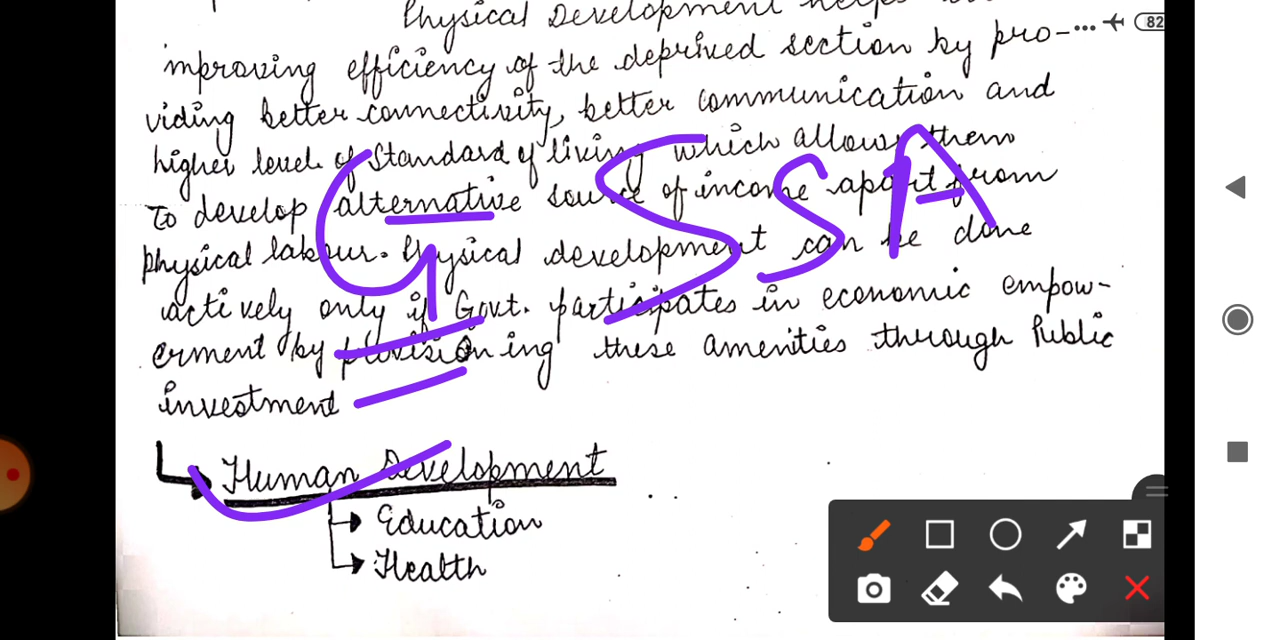 Physical Development helps
improving efficiency of the deprived section by pro-
viding better connectivity, better communication and
higher level of Standard of living which allows them
to develop alternative source of income apart from
physical labour. Physical development can be done
actively only if Govt. participates in economic empow-
erment by provisioning these amenities through Public
investment
Human Development
Education
Health
G SSA
82